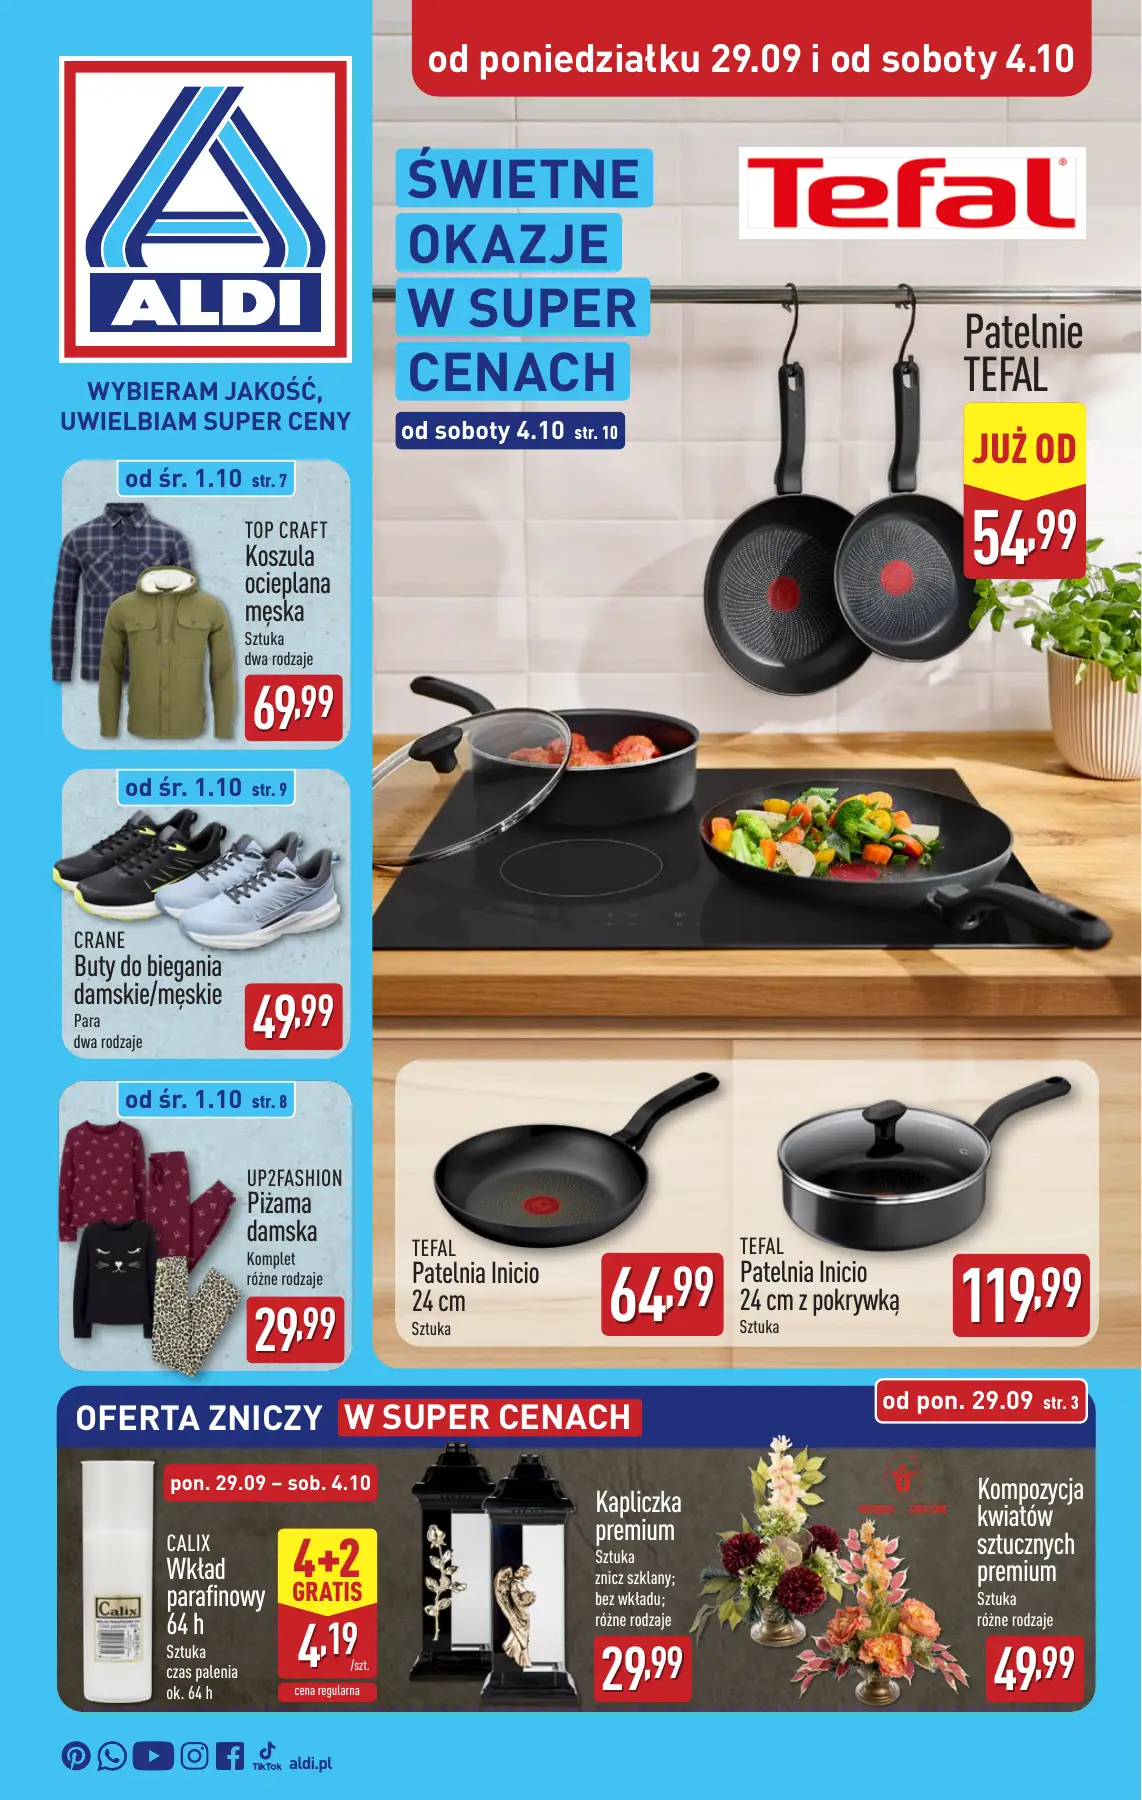 od poniedziałku 29.09 i od soboty 4.10
ALDI
WYBIERAM JAKOŚĆ,
UWIELBIAM SUPER CENY
ŚWIETNE
OKAZJE
W SUPER
CENACH
od soboty 4.10 str. 10
Tefal®
Patelnie
TEFAL
JUŻ OD
54,99
od śr. 1.10 str. 7
TOP CRAFT
Koszula
ocieplana
męska
Sztuka
dwa rodzaje
69,99
od śr. 1.10 str. 9
CRANE
Buty do biegania
damskie/męskie
Para
dwa rodzaje
49,99
od śr. 1.10 str. 8
UP2FASHION
Piżama
damska
Komplet
różne rodzaje
29,99
TEFAL
Patelnia Inicio
24 cm
Sztuka
64,99
TEFAL
Patelnia Inicio
24 cm z pokrywką
Sztuka
119,99
OFERTA ZNICZY W SUPER CENACH
od pon. 29.09 str. 3
pon. 29.09 – sob. 4.10
CALIX
Wkład
parafinowy
64 h
Sztuka
czas palenia
ok. 64 h
Calix
4+2
GRATIS
4,19
/szt.
cena regularna
Kapliczka
premium
Sztuka
znicz szklany;
bez wkładu;
różne rodzaje
29,99
Kompozycja
kwiatów
sztucznych
premium
Sztuka
różne rodzaje
49,99
TikTok
aldi.pl